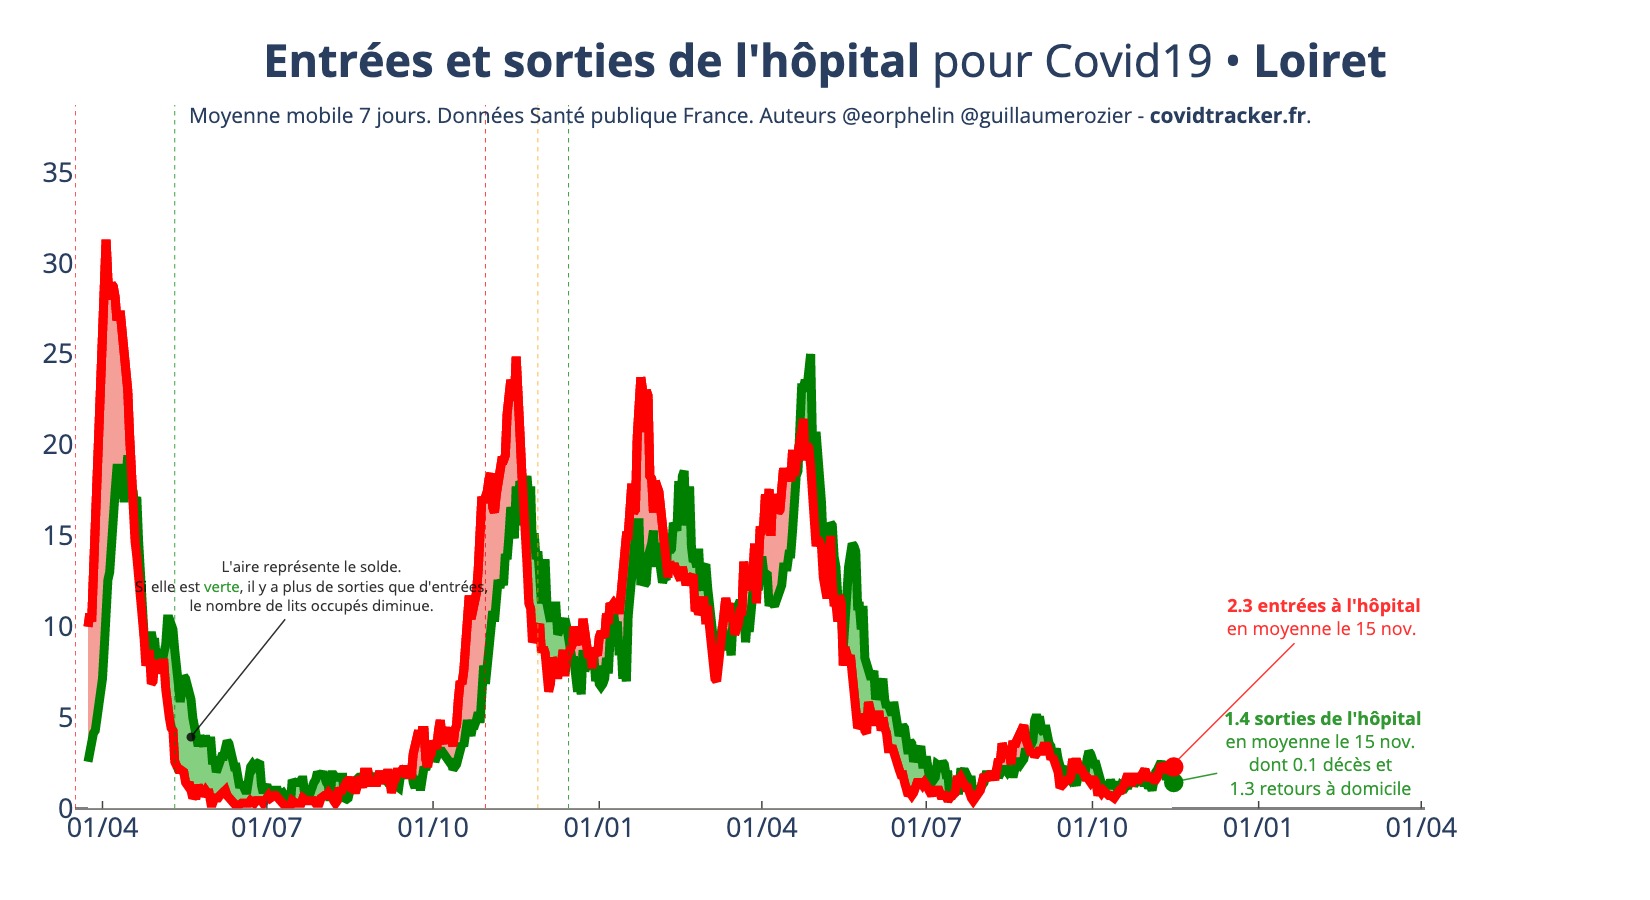 Entrées et sorties de l'hôpital pour Covid19 • Loiret
Moyenne mobile 7 jours. Données Santé publique France. Auteurs @eorphelin @guillaumerozier - covidtracker.fr.
35
30
25
20
15
10
5
0
L'aire représente le solde.
Si elle est verte, il y a plus de sorties que d'entrées,
le nombre de lits occupés diminue.
2.3 entrées à l'hôpital
en moyenne le 15 nov.
1.4 sorties de l'hôpital
en moyenne le 15 nov.
dont 0.1 décès et
1.3 retours à domicile
01/04 01/07 01/10 01/01 01/04 01/07 01/10 01/01 01/04